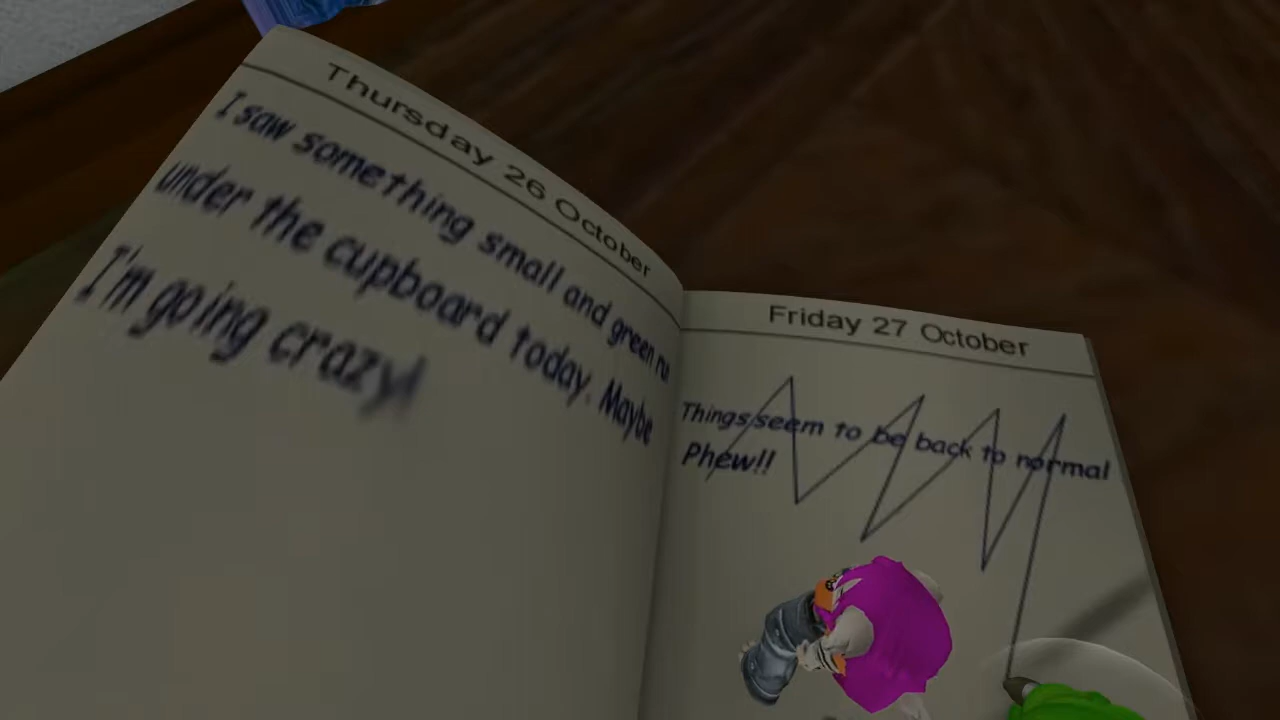 Thursday 26 October
I saw something small and green ru
under the cupboard today. Maybe
I'm going crazy!
Friday 27 October
Things seem to be back to normal
Phew!!